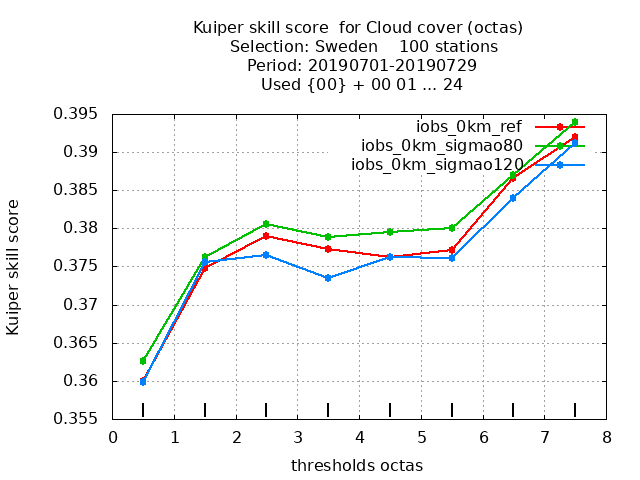 Kuiper skill score  for Cloud cover (octas)
Selection: Sweden    100 stations
Period: 20190701-20190729
Used {00} + 00 01 ... 24
iobs_0km_ref
iobs_0km_sigmao80
iobs_0km_sigmao120
Kuiper skill score
0.395
0.39
0.385
0.38
0.375
0.37
0.365
0.36
0.355
0 1 2 3 4 5 6 7 8
thresholds octas